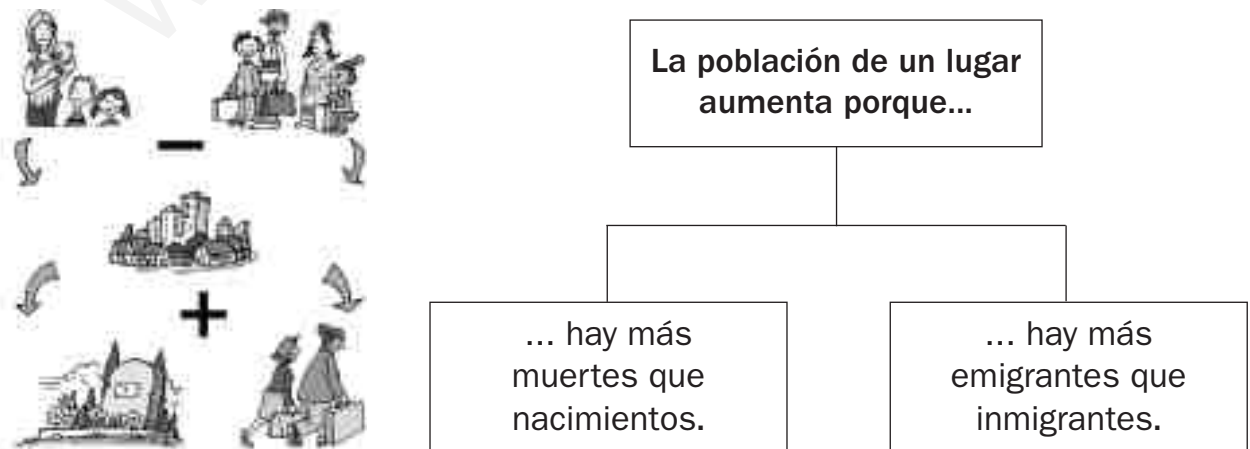 La población de un lugar
aumenta porque...
... hay más
muertes que
nacimientos.
... hay más
emigrantes que
inmigrantes.